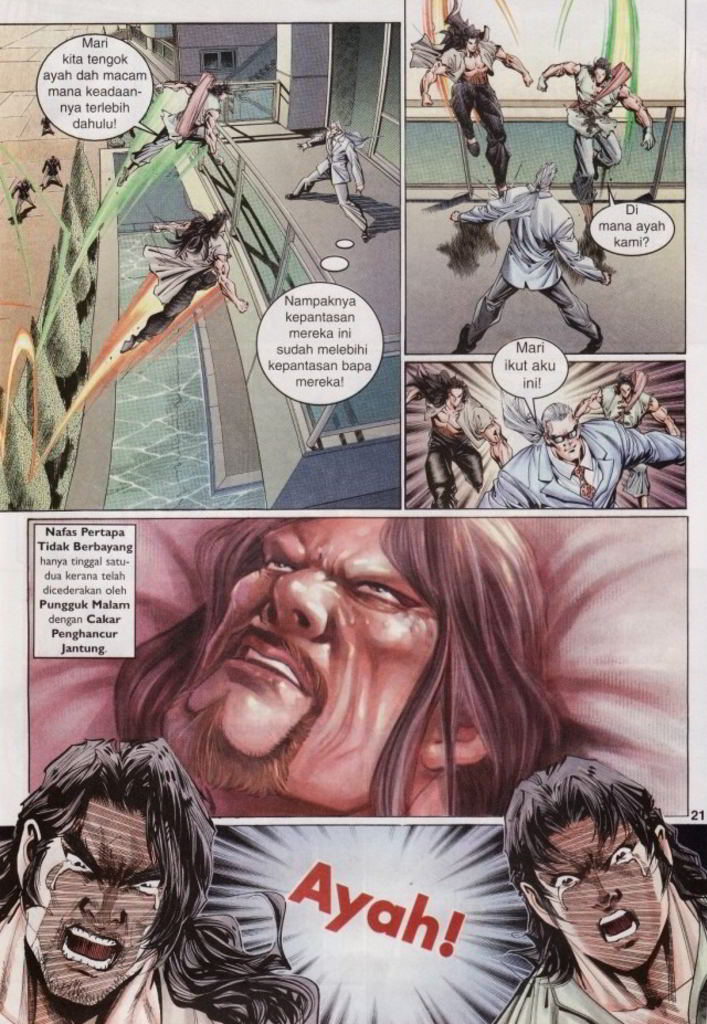 Mari
kita tengok
ayah dah macam
mana keadaan-
nya terlebih
dahulu!
Nampaknya
kepantasan
mereka ini
sudah melebihi
kepantasan bapa
mereka!
Di
mana ayah
kami?
Mari
ikut aku
ini!
Nafas Pertapa
Tidak Berbayang
hanya tinggal satu-
dua kerana telah
dicederakan oleh
Pungguk Malam
dengan Cakar
Penghancur
Jantung.
21
Ayah!